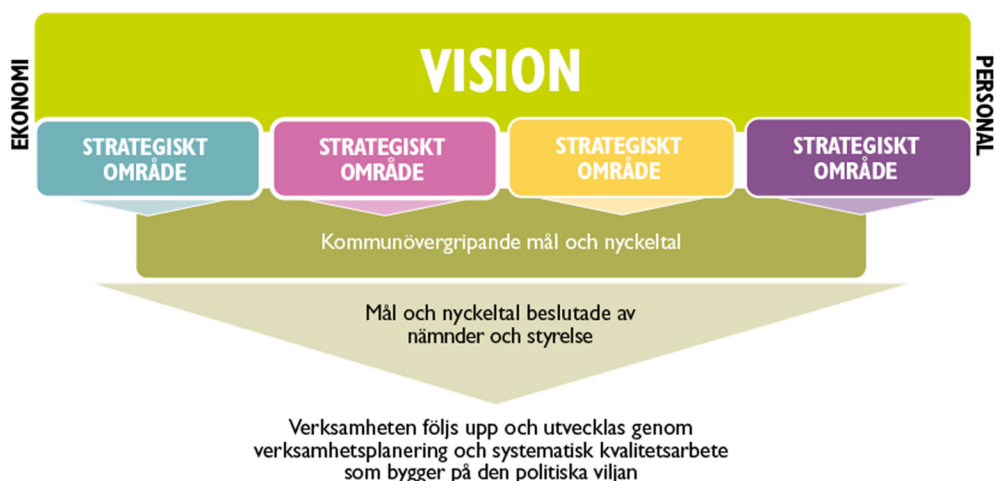 EKONOMI
VISION
PERSONAL
STRATEGISKT
OMRÅDE
STRATEGISKT
OMRÅDE
STRATEGISKT
OMRÅDE
STRATEGISKT
OMRÅDE
Kommunövergripande mål och nyckeltal
Mål och nyckeltal beslutade av
nämnder och styrelse
Verksamheten följs upp och utvecklas genom
verksamhetsplanering och systematisk kvalitetsarbete
som bygger på den politiska viljan